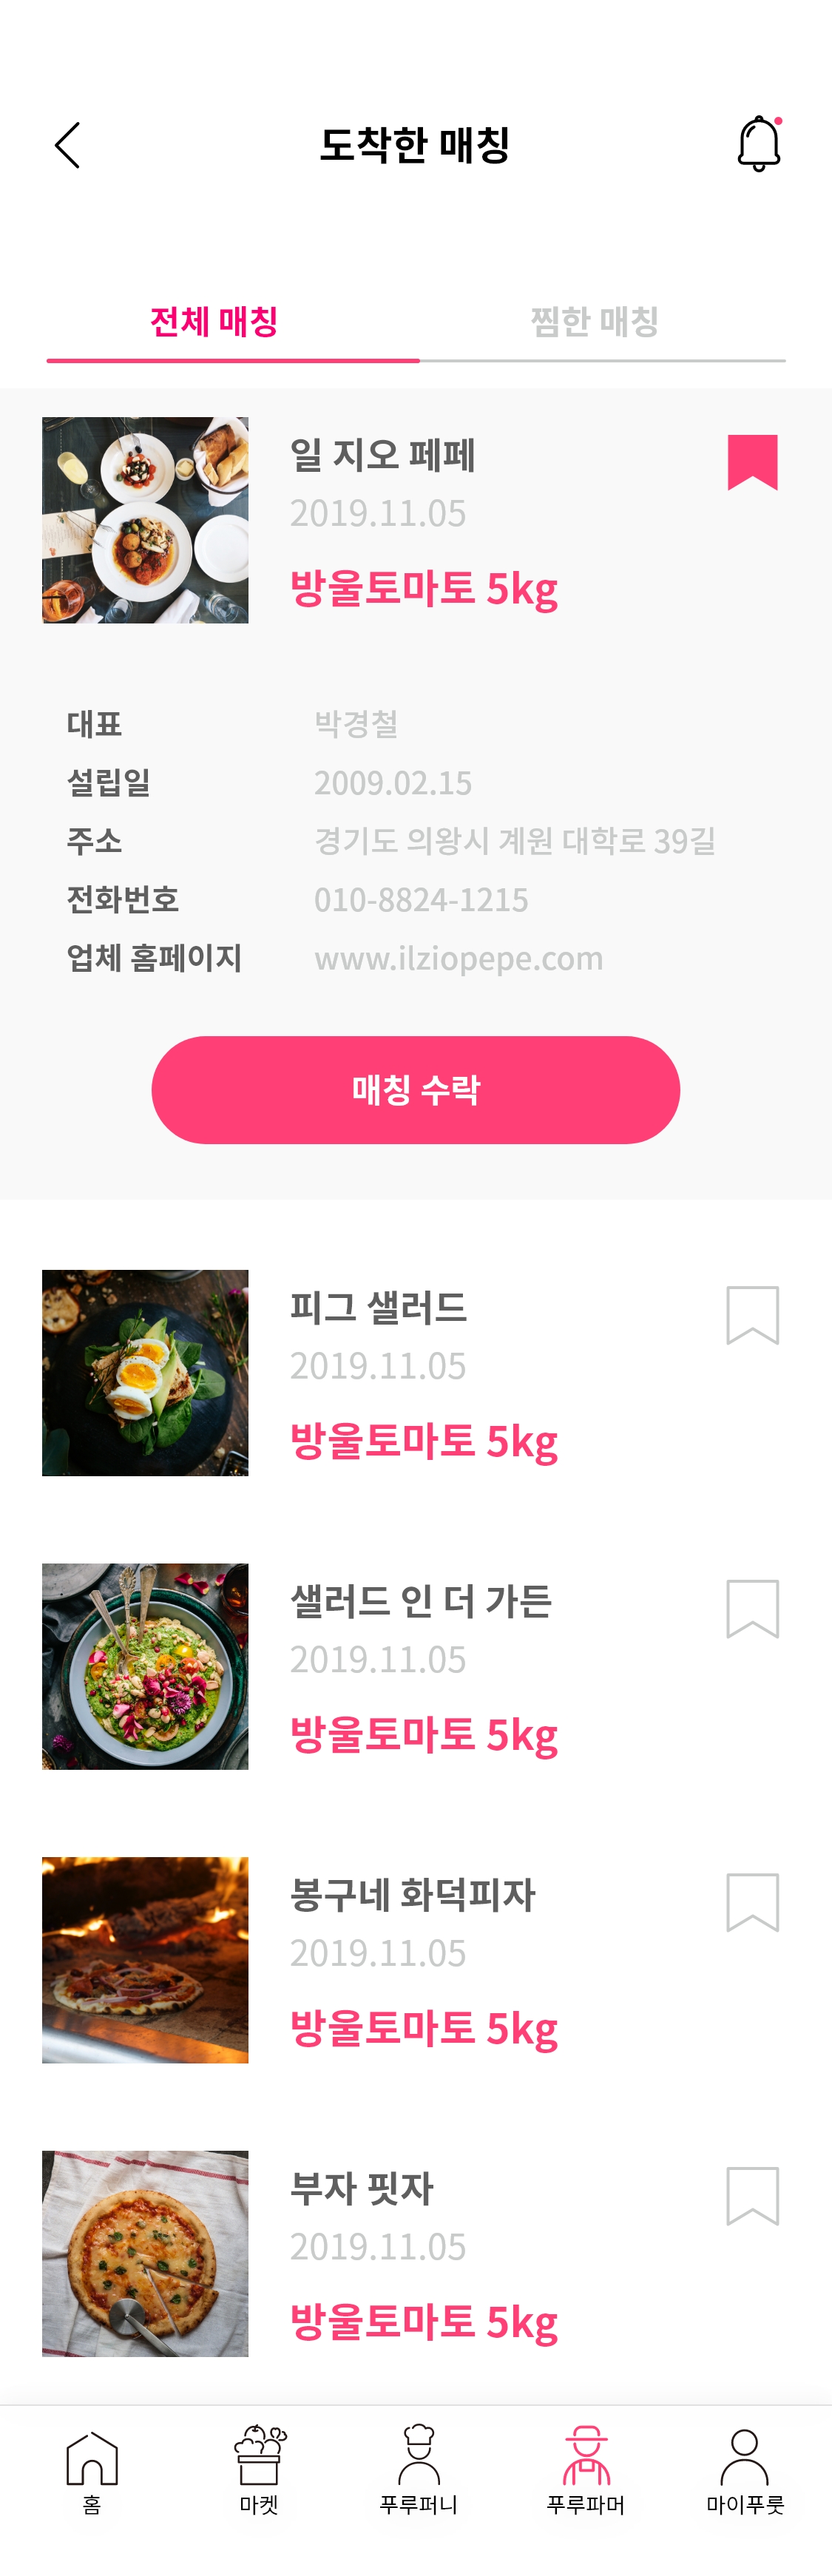 도착한 매칭
전체 매칭
찜한 매칭
일 지오 페페
2019.11.05
방울토마토 5kg
대표 박경철
설립일 2009.02.15
주소 경기도 의왕시 계원 대학로 39길
전화번호 010-8824-1215
업체 홈페이지 www.ilziopepe.com
매칭 수락
피그 샐러드
2019.11.05
방울토마토 5kg
샐러드 인 더 가든
2019.11.05
방울토마토 5kg
봉구네 화덕피자
2019.11.05
방울토마토 5kg
부자 핏자
2019.11.05
방울토마토 5kg
홈 마켓 푸루퍼니 푸루파머 마이푸룻